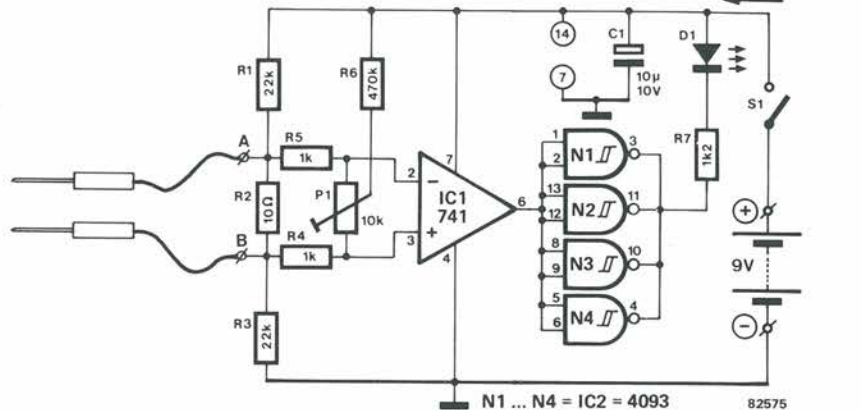 R1
22k
R6
470k
14
C1
10µ
10V
7
D1
S1
A
R5
1k
R2
10Ω
P1
10k
B
R4
1k
R3
22k
2
−
3
+
IC1
741
7
4
6
1
2
N1
3
13
12
N2
11
8
9
N3
10
5
6
N4
4
R7
1k2
+
9V
−
N1 ... N4 = IC2 = 4093
82575